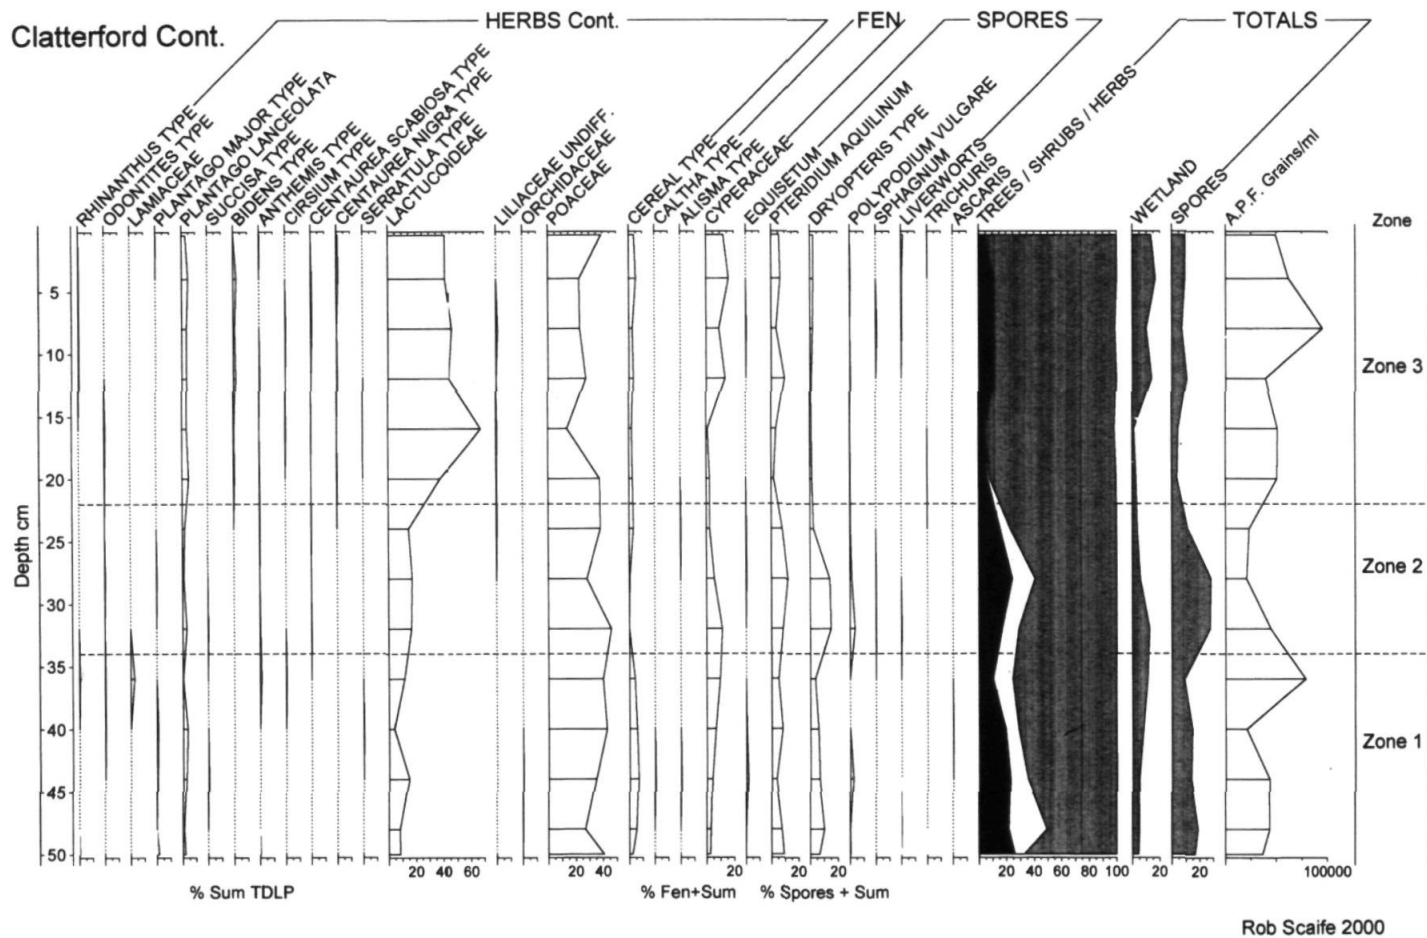 Clatterford Cont.
HERBS Cont.
FEN
SPORES
TOTALS
RHINANTHUS TYPE
ODONTITES TYPE
LAMIACEAE
PLANTAGO MAJOR TYPE
PLANTAGO LANCEOLATA
SUCCISA TYPE
BIDENS TYPE
ANTHEMIS TYPE
CIRSIUM TYPE
CENTAUREA SCABIOSA TYPE
CENTAUREA NIGRA TYPE
SERRATULA TYPE
LACTUCOIDEAE
LILIACEAE UNDIFF.
ORCHIDACEAE
POACEAE
CEREAL TYPE
CALTHA TYPE
ALISMA TYPE
CYPERACEAE
EQUISETUM
PTERIDIUM AQUILINUM
DRYOPTERIS TYPE
POLYPODIUM VULGARE
SPHAGNUM
LIVERWORTS
TRICHURIS
ASCARIS
TREES / SHRUBS / HERBS
WETLAND
SPORES
A.P.F. Grains/ml
Zone
Depth cm
5
10
15
20
25
30
35
40
45
50
Zone 3
Zone 2
Zone 1
20 40 60
20 40
20
20
20
20 40 60 80 100
20
20
100000
% Sum TDLP
% Fen+Sum
% Spores + Sum
Rob Scaife 2000